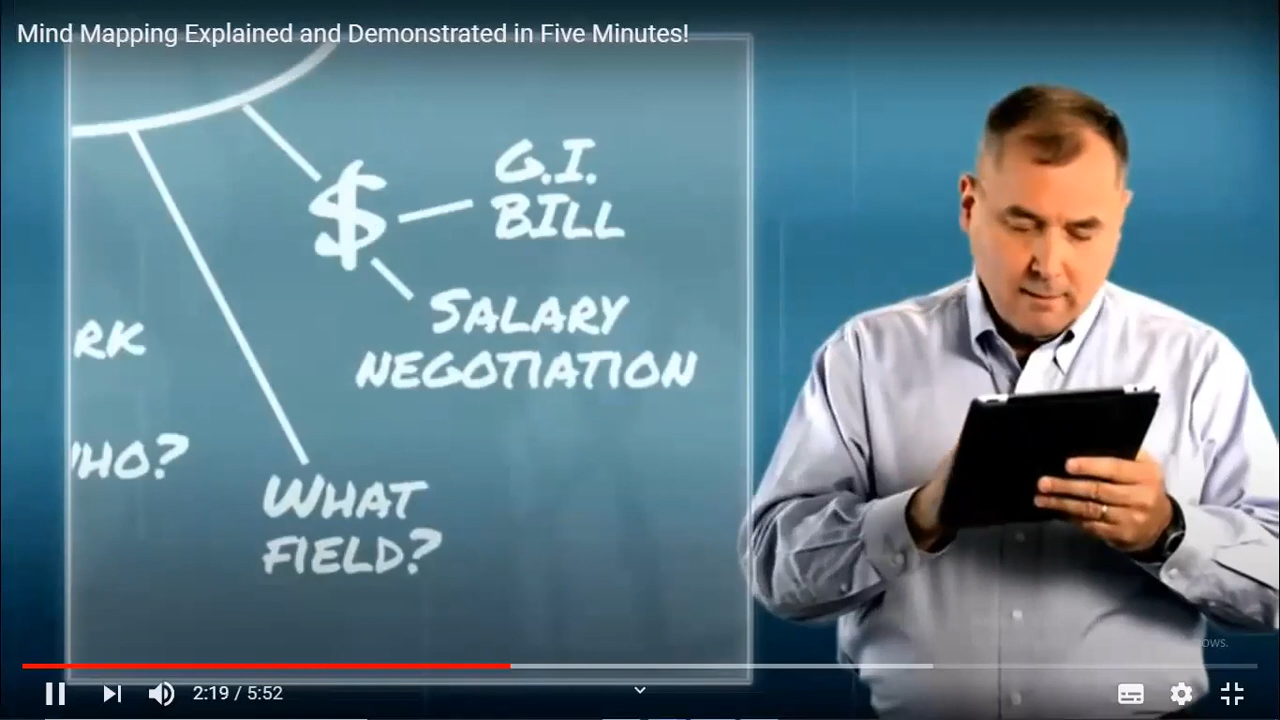 Mind Mapping Explained and Demonstrated in Five Minutes!
$
G.I.
BILL
SALARY
NEGOTIATION
RK
HO?
WHAT
FIELD?
ows.
2:19 / 5:52